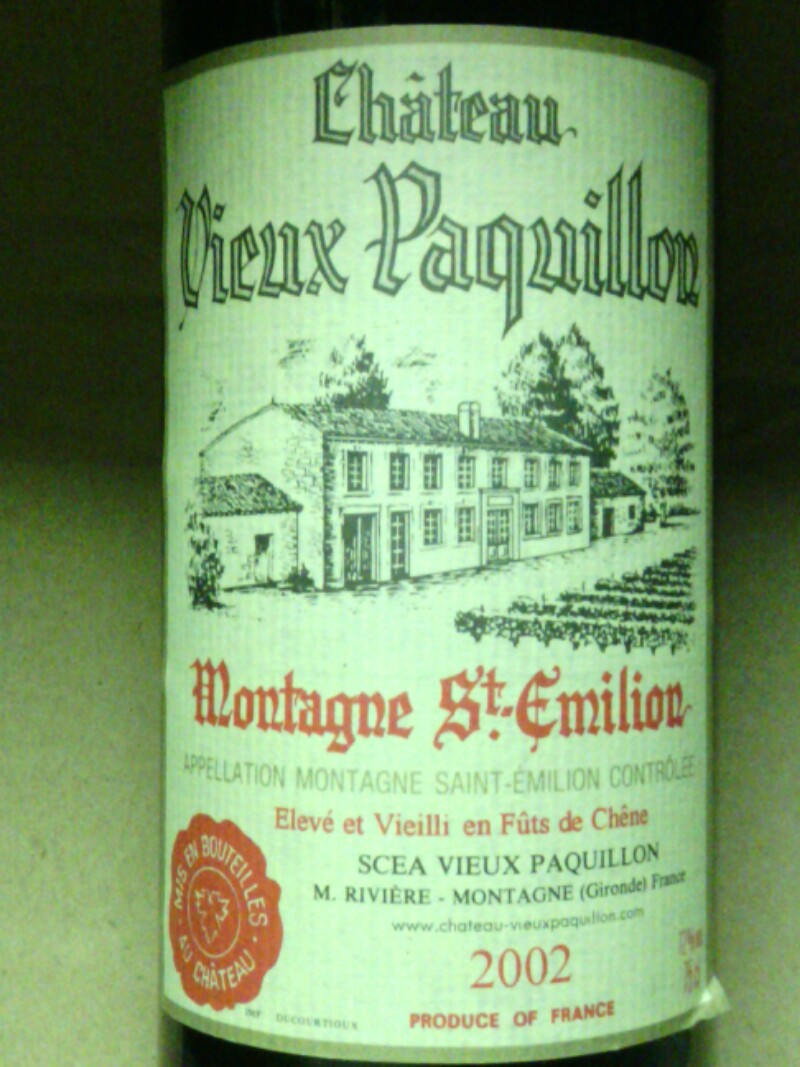 Château
Vieux Paquillon
Montagne St-Emilion
APPELLATION MONTAGNE SAINT-ÉMILION CONTRÔLÉE
Elevé et Vieilli en Fûts de Chêne
SCEA VIEUX PAQUILLON
M. RIVIÈRE - MONTAGNE (Gironde) France
www.chateau-vieuxpaquillon.com
MIS EN BOUTEILLES
AU CHÂTEAU
2002
DUCOURTIOUX
PRODUCE OF FRANCE